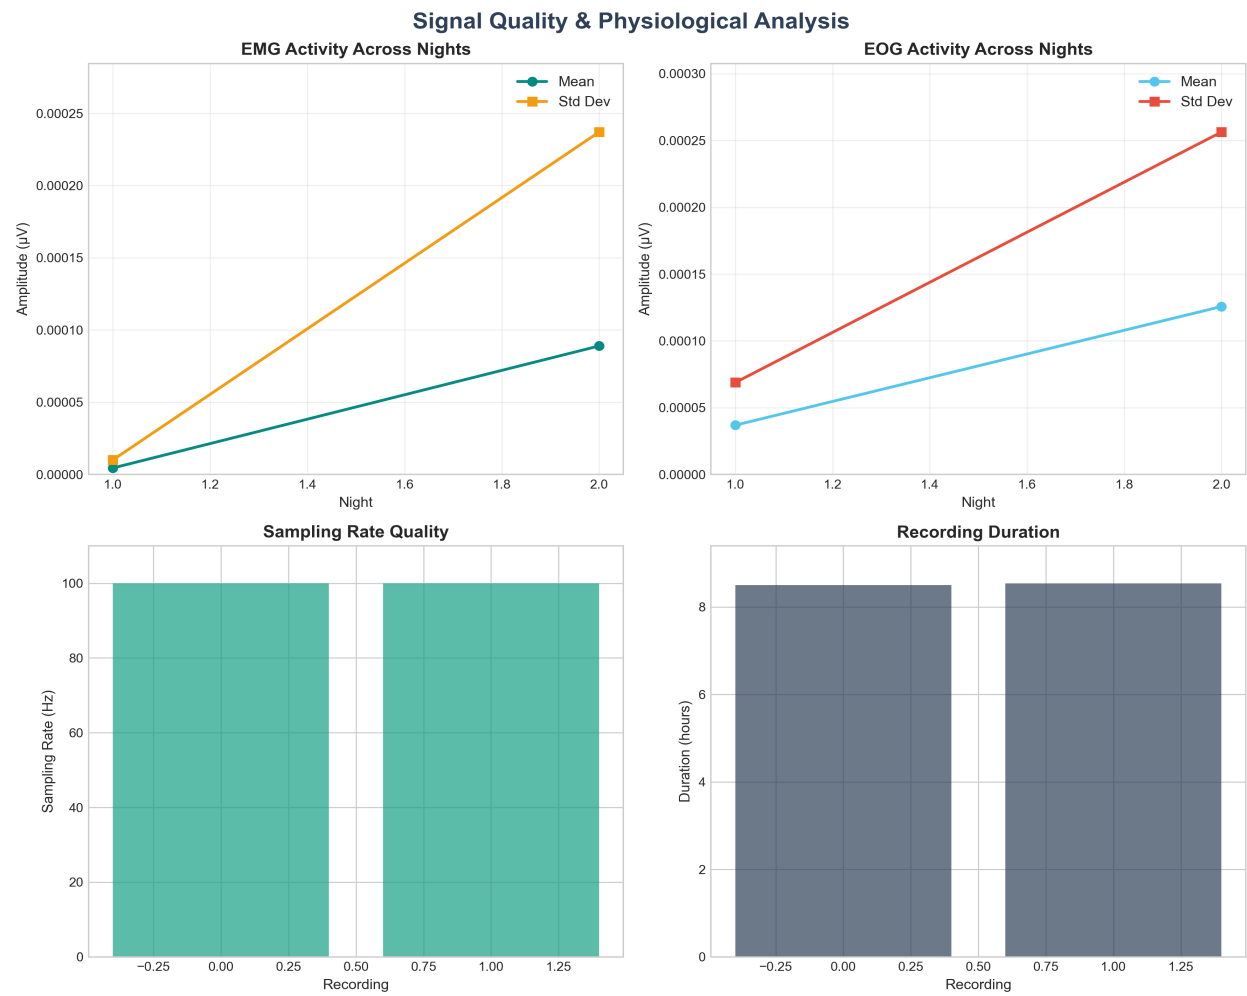 Signal Quality & Physiological Analysis
EMG Activity Across Nights
Mean
Std Dev
0.00025
0.00020
0.00015
0.00010
0.00005
0.00000
Amplitude (μV)
1.0 1.2 1.4 1.6 1.8 2.0
Night
EOG Activity Across Nights
Mean
Std Dev
0.00030
0.00025
0.00020
0.00015
0.00010
0.00005
0.00000
Amplitude (μV)
1.0 1.2 1.4 1.6 1.8 2.0
Night
Sampling Rate Quality
100
80
60
40
20
0
Sampling Rate (Hz)
−0.25 0.00 0.25 0.50 0.75 1.00 1.25
Recording
Recording Duration
8
6
4
2
0
Duration (hours)
−0.25 0.00 0.25 0.50 0.75 1.00 1.25
Recording